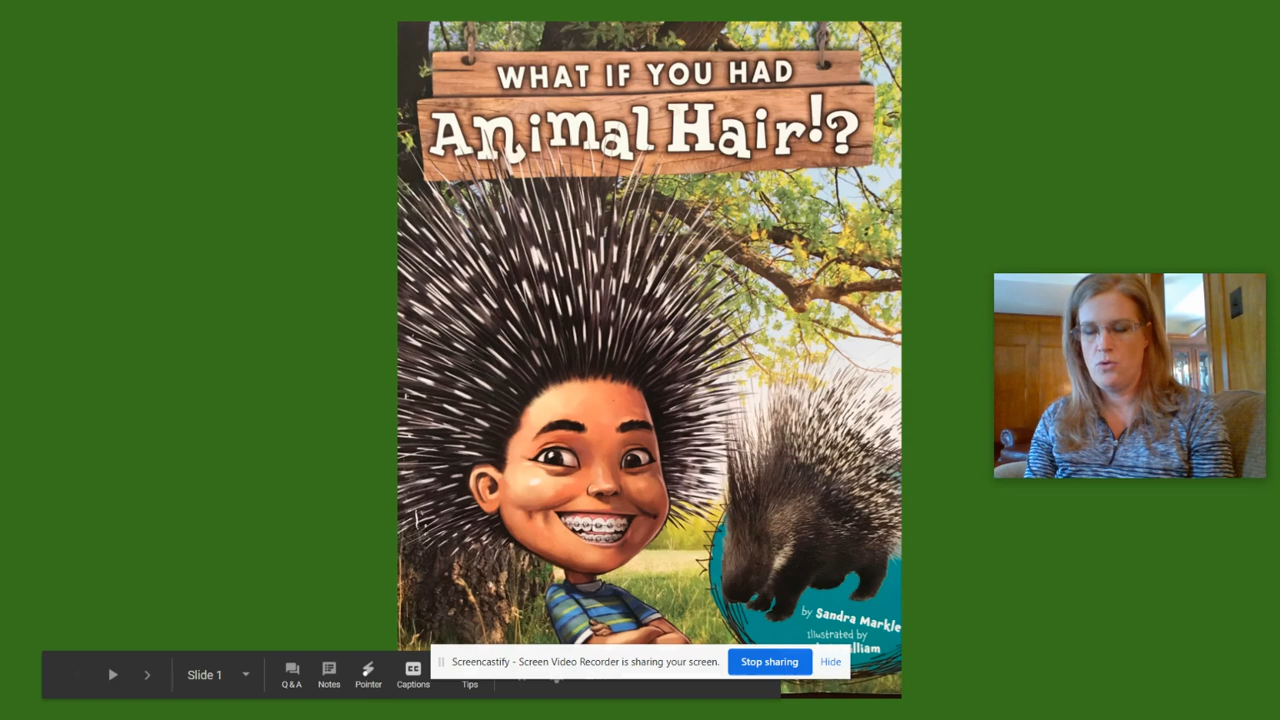 WHAT IF YOU HAD
Animal Hair!?
by Sandra Markle
Illustrated by
illiam
Screencastify - Screen Video Recorder is sharing your screen.
Stop sharing
Hide
Slide 1
Q & A
Notes
Pointer
Captions
Tips